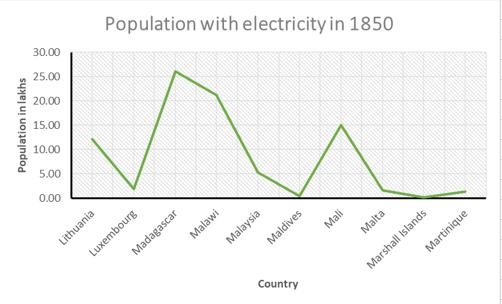 Population with electricity in 1850
Population in lakhs
30.00
25.00
20.00
15.00
10.00
5.00
0.00
Lithuania
Luxembourg
Madagascar
Malawi
Malaysia
Maldives
Mali
Malta
Marshall Islands
Martinique
Country